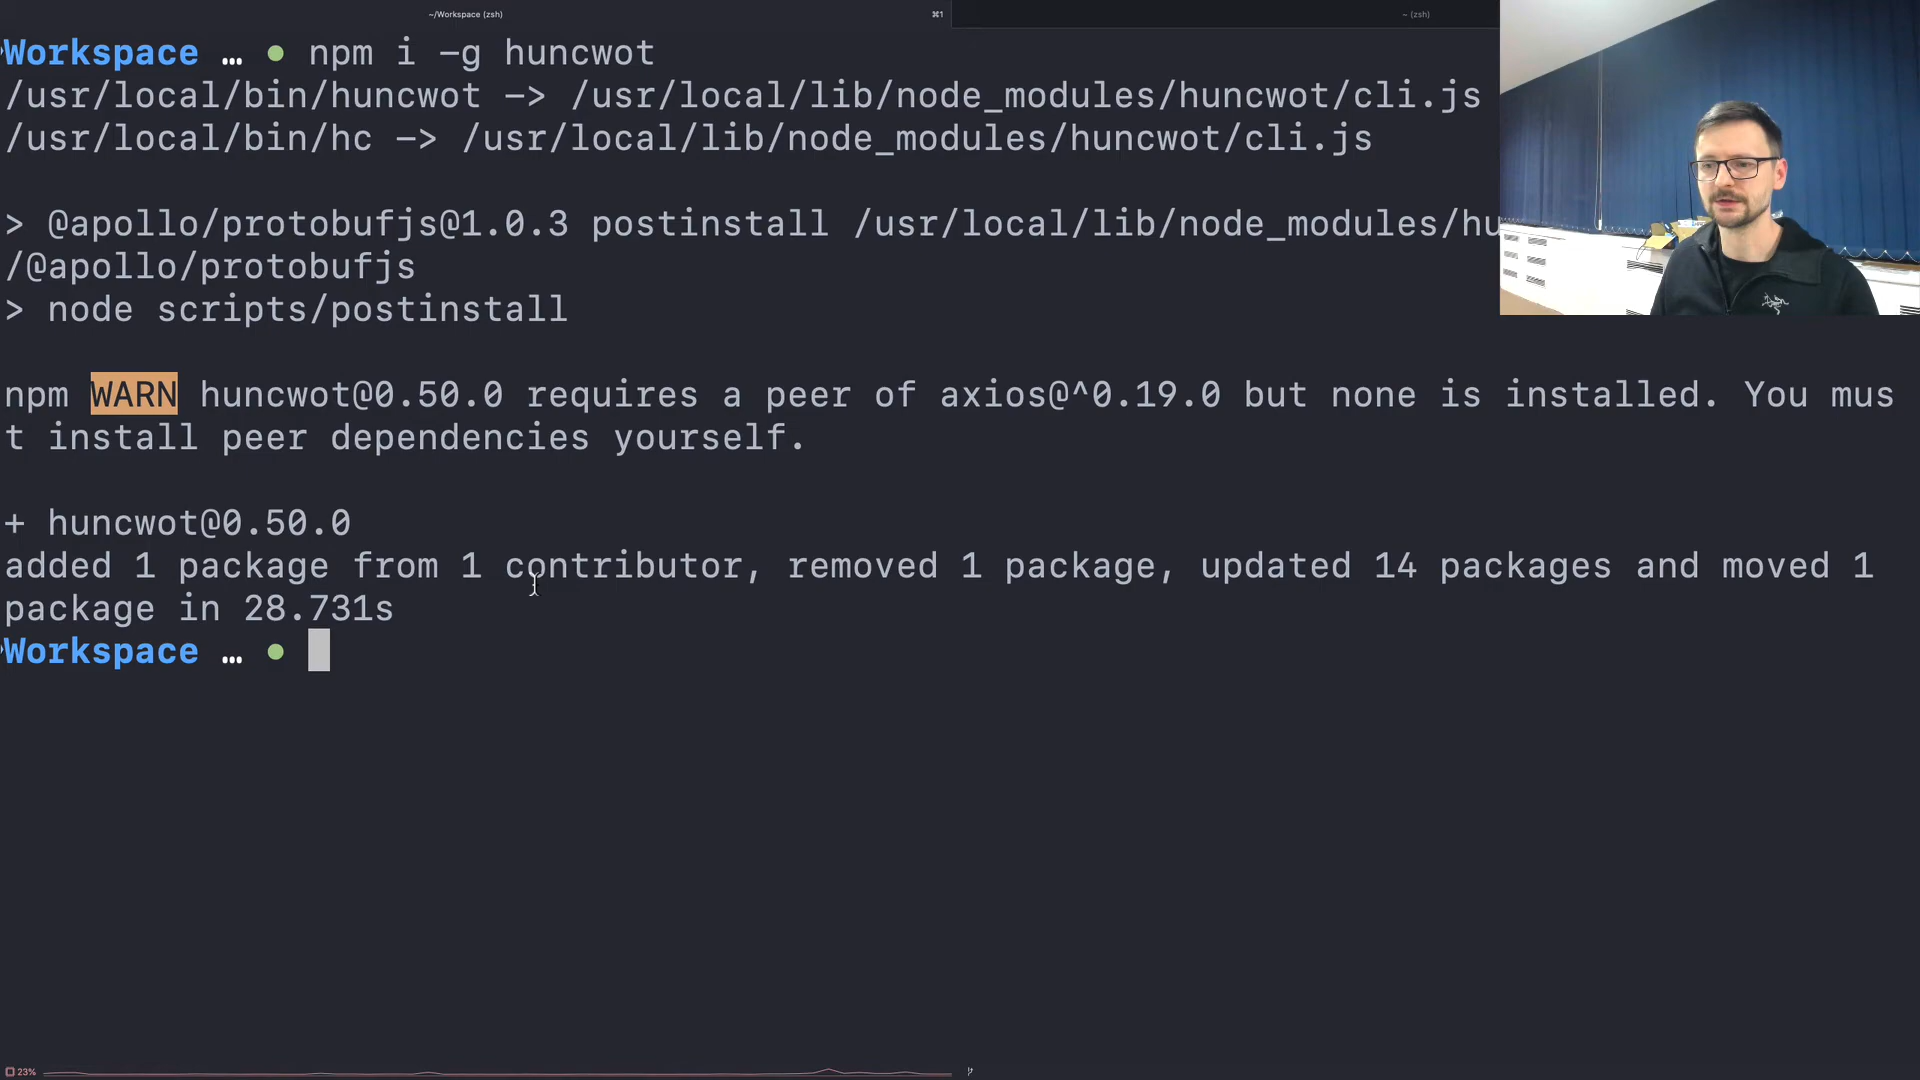 ~/Workspace (zsh) ⌘1 ~ (zsh)
Workspace … ● npm i -g huncwot
/usr/local/bin/huncwot -> /usr/local/lib/node_modules/huncwot/cli.js
/usr/local/bin/hc -> /usr/local/lib/node_modules/huncwot/cli.js
> @apollo/protobufjs@1.0.3 postinstall /usr/local/lib/node_modules/hu
/@apollo/protobufjs
> node scripts/postinstall
npm WARN huncwot@0.50.0 requires a peer of axios@^0.19.0 but none is installed. You mus
t install peer dependencies yourself.
+ huncwot@0.50.0
added 1 package from 1 contributor, removed 1 package, updated 14 packages and moved 1
package in 28.731s
Workspace … ●
23%